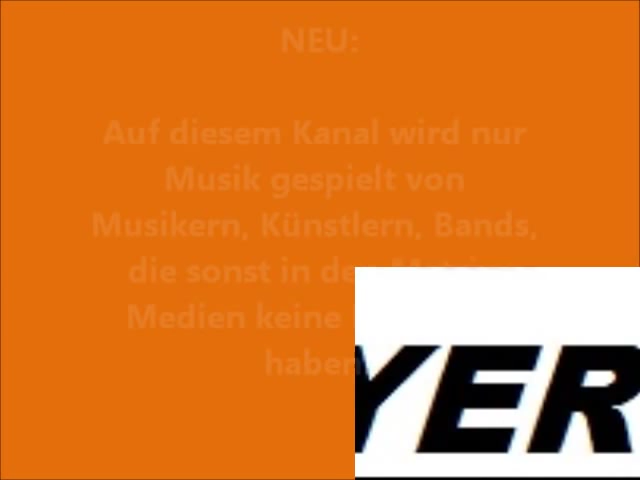 NEU:
Auf diesem Kanal wird nur
Musik gespielt von
Musikern, Künstlern, Bands,
die sonst in den
Medien keine
haben
YER